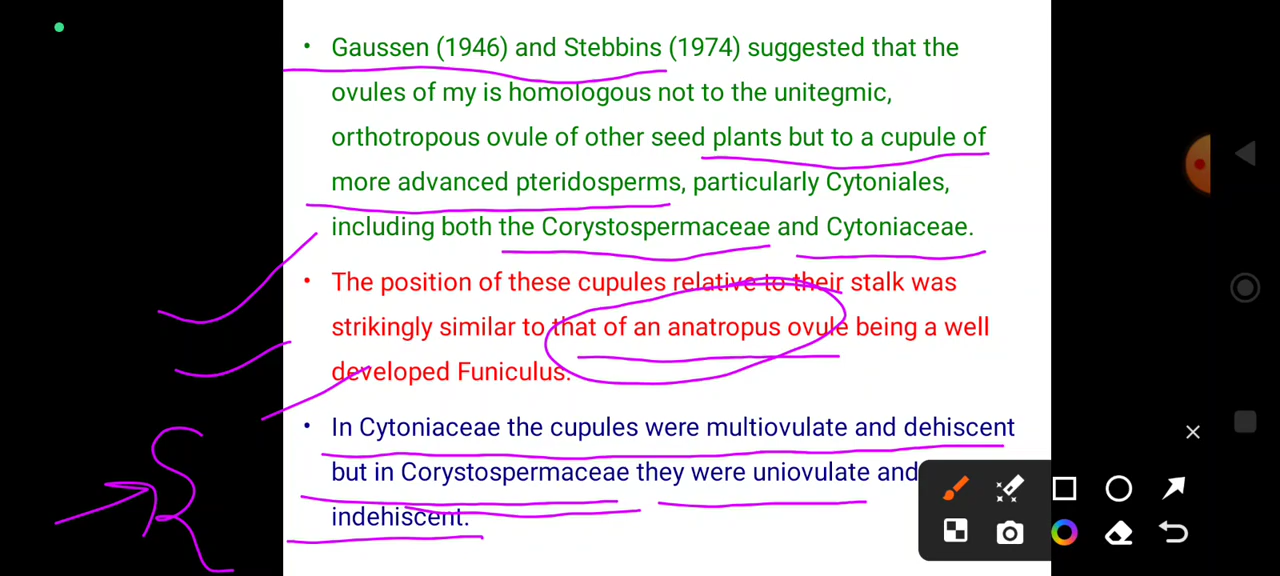 • Gaussen (1946) and Stebbins (1974) suggested that the
ovules of my is homologous not to the unitegmic,
orthotropous ovule of other seed plants but to a cupule of
more advanced pteridosperms, particularly Cytoniales,
including both the Corystospermaceae and Cytoniaceae.
• The position of these cupules relative to their stalk was
strikingly similar to that of an anatropus ovule being a well
developed Funiculus.
• In Cytoniaceae the cupules were multiovulate and dehiscent
but in Corystospermaceae they were uniovulate and
indehiscent.